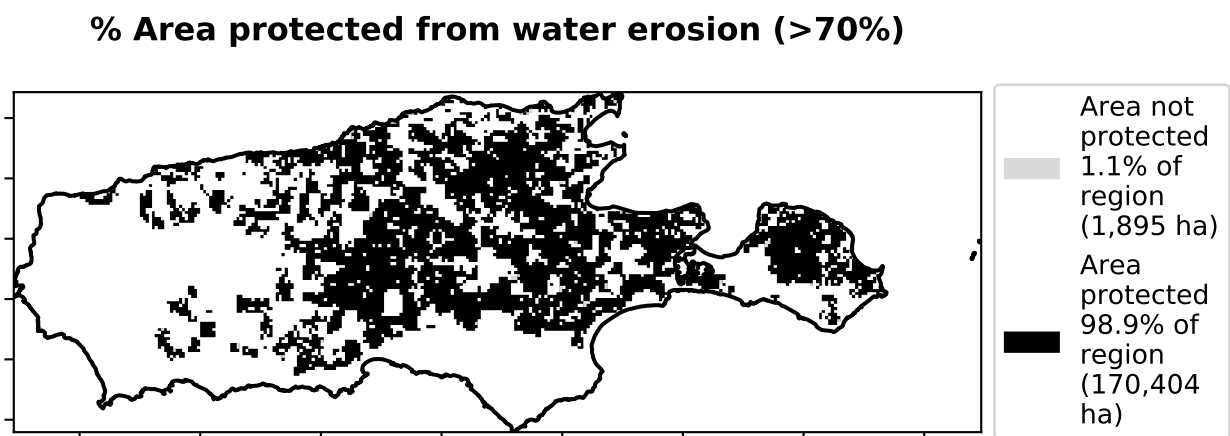 % Area protected from water erosion (>70%)
Area not
protected
1.1% of
region
(1,895 ha)
Area
protected
98.9% of
region
(170,404
ha)